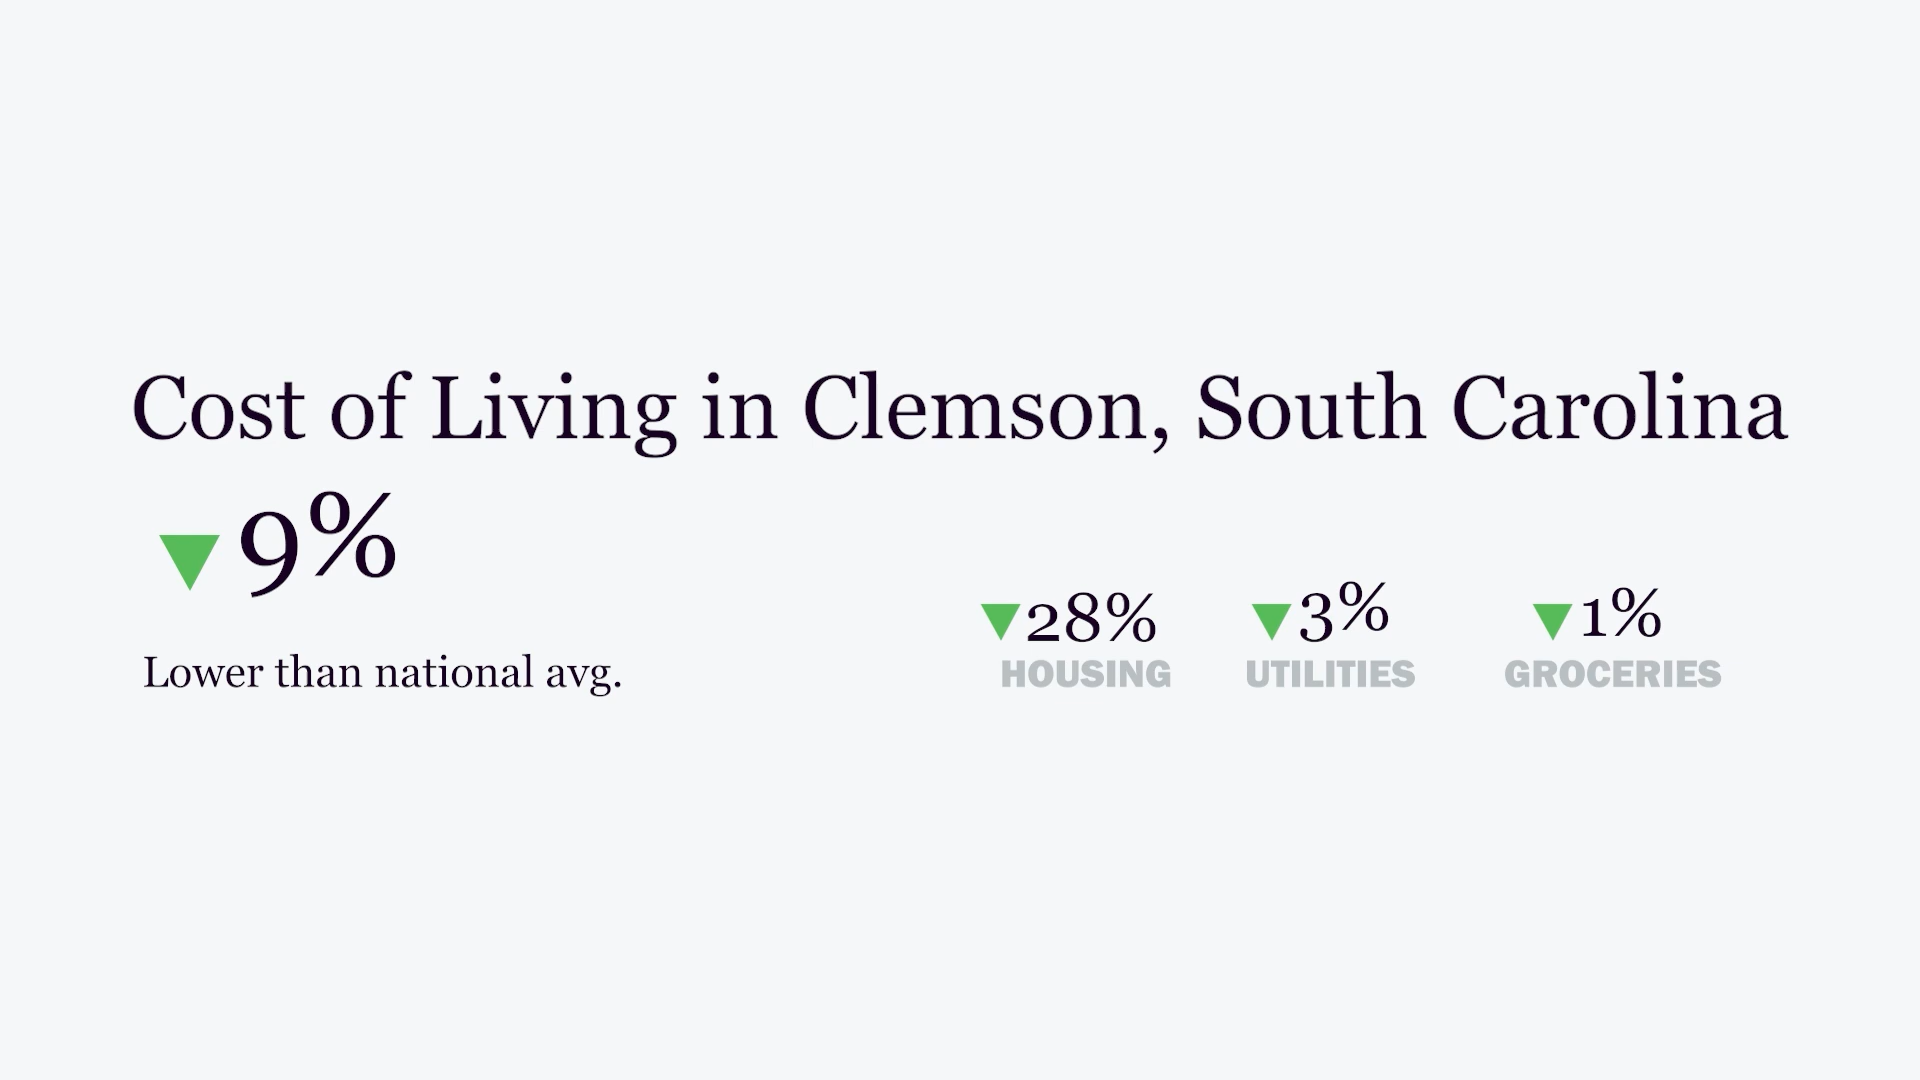 Cost of Living in Clemson, South Carolina
9%
Lower than national avg.
28% 3% 1%
HOUSING UTILITIES GROCERIES